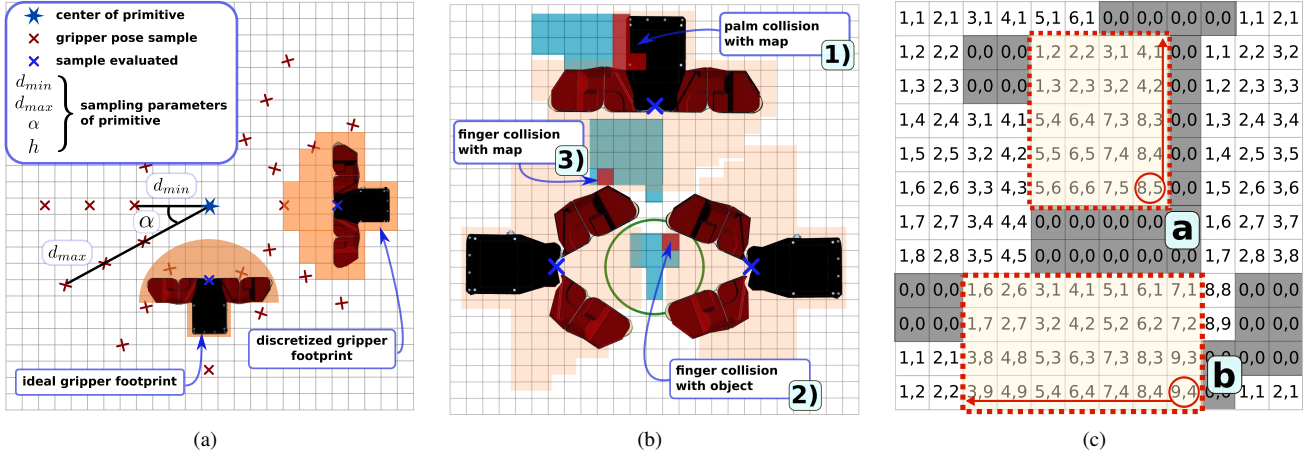 center of primitive
gripper pose sample
sample evaluated
d_min
d_max
α
h
sampling parameters
of primitive
d_min
α
d_max
discretized gripper
footprint
ideal gripper footprint
(a)
palm collision
with map
1)
finger collision
with map
3)
finger collision
with object
2)
(b)
1,1 2,1 3,1 4,1 5,1 6,1 0,0 0,0 0,0 0,0 1,1 2,1
1,2 2,2 0,0 0,0 1,2 2,2 3,1 4,1 0,0 1,1 2,2 3,2
1,3 2,3 0,0 0,0 1,3 2,3 3,2 4,2 0,0 1,2 2,3 3,3
1,4 2,4 3,1 4,1 5,4 6,4 7,3 8,3 0,0 1,3 2,4 3,4
1,5 2,5 3,2 4,2 5,5 6,5 7,4 8,4 0,0 1,4 2,5 3,5
1,6 2,6 3,3 4,3 5,6 6,6 7,5 8,5 0,0 1,5 2,6 3,6
1,7 2,7 3,4 4,4 0,0 0,0 0,0 0,0 a 1,6 2,7 3,7
1,8 2,8 3,5 4,5 0,0 0,0 0,0 0,0 0,0 1,7 2,8 3,8
0,0 0,0 1,6 2,6 3,1 4,1 5,1 6,1 7,1 8,8 0,0 0,0
0,0 0,0 1,7 2,7 3,2 4,2 5,2 6,2 7,2 8,9 0,0 0,0
1,1 2,1 3,8 4,8 5,3 6,3 7,3 8,3 9,3 b 0,0 0,0
1,2 2,2 3,9 4,9 5,4 6,4 7,4 8,4 9,4 0,0 1,1 2,1
(c)